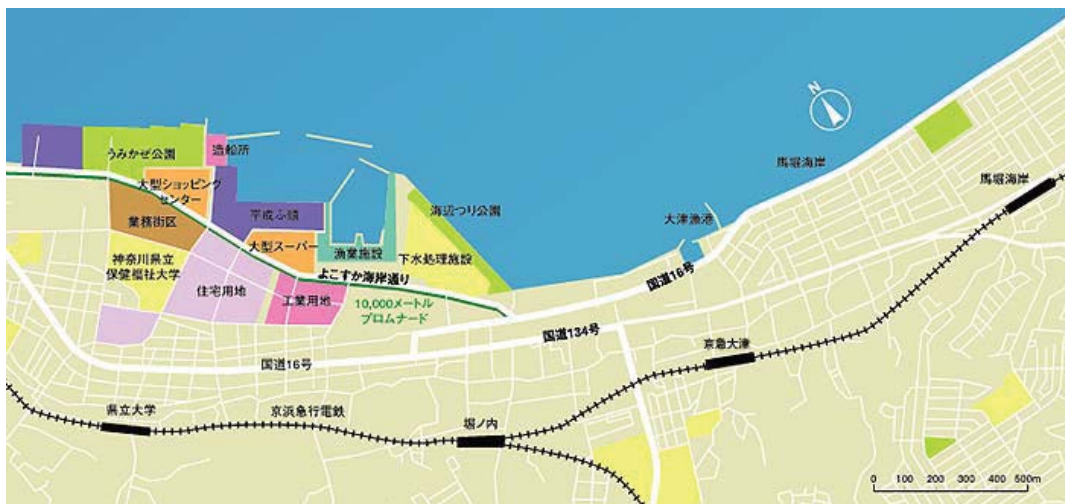 N
うみかぜ公園
造船所
馬堀海岸
大型ショッピング
センター
馬堀海岸
海辺つり公園
平成ふ頭
大津漁港
業務街区
大型スーパー
漁業施設
下水処理施設
神奈川県立
保健福祉大学
よこすか海岸通り
国道16号
住宅用地
工業用地
10,000メートル
プロムナード
国道134号
国道16号
京急大津
県立大学
京浜急行電鉄
堀ノ内
0 100 200 300 400 500m